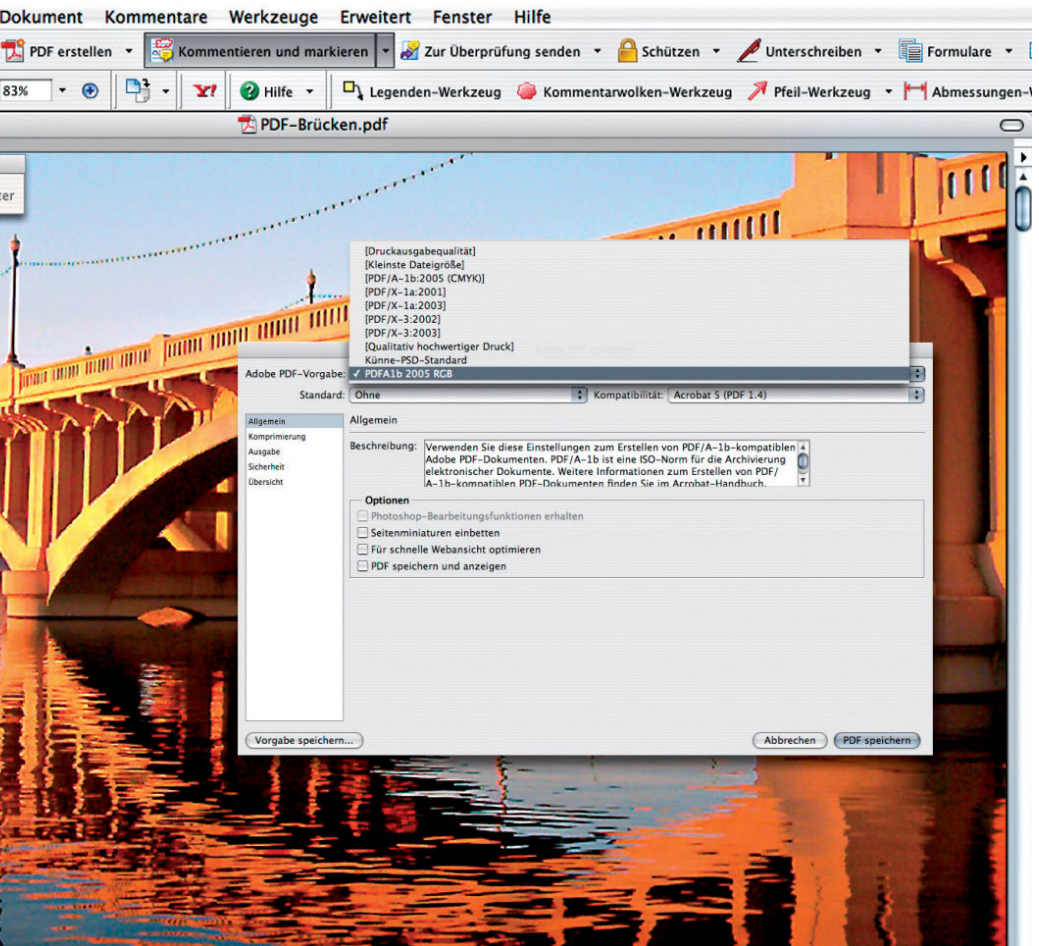 Dokument Kommentare Werkzeuge Erweitert Fenster Hilfe
PDF erstellen Kommentieren und markieren Zur Überprüfung senden Schützen Unterschreiben Formulare
83% Y! Hilfe Legenden-Werkzeug Kommentarwolken-Werkzeug Pfeil-Werkzeug Abmessungen-
PDF-Brücken.pdf
[Druckausgabequalität]
[Kleinste Dateigröße]
[PDF/A-1b:2005 (CMYK)]
[PDF/X-1a:2001]
[PDF/X-1a:2003]
[PDF/X-3:2002]
[PDF/X-3:2003]
[Qualitativ hochwertiger Druck]
Künne-PSD-Standard
Adobe PDF-Vorgabe: ✓ PDFA1b 2005 RGB
Standard: Ohne Kompatibilität: Acrobat 5 (PDF 1.4)
Allgemein
Komprimierung
Ausgabe
Sicherheit
Übersicht
Allgemein
Beschreibung: Verwenden Sie diese Einstellungen zum Erstellen von PDF/A-1b-kompatiblen
Adobe PDF-Dokumenten. PDF/A-1b ist eine ISO-Norm für die Archivierung
elektronischer Dokumente. Weitere Informationen zum Erstellen von PDF/
A-1b-kompatiblen PDF-Dokumenten finden Sie im Acrobat-Handbuch.
Optionen
Photoshop-Bearbeitungsfunktionen erhalten
Seitenminiaturen einbetten
Für schnelle Webansicht optimieren
PDF speichern und anzeigen
Vorgabe speichern... Abbrechen PDF speichern